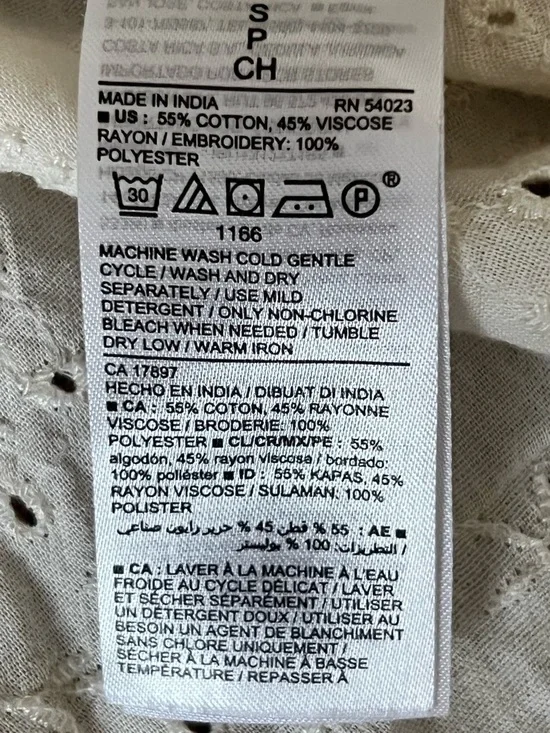 S
P
CH
MADE IN INDIA RN 54023
■ US : 55% COTTON, 45% VISCOSE
RAYON / EMBROIDERY: 100%
POLYESTER
30 P ®
1166
MACHINE WASH COLD GENTLE
CYCLE / WASH AND DRY
SEPARATELY / USE MILD
DETERGENT / ONLY NON-CHLORINE
BLEACH WHEN NEEDED / TUMBLE
DRY LOW / WARM IRON
CA 17897
HECHO EN INDIA / DIBUAT DI INDIA
■ CA : 55% COTON, 45% RAYONNE
VISCOSE / BRODERIE: 100%
POLYESTER ■ CL/CR/MX/PE : 55%
algodón, 45% rayon viscosa / bordado:
100% poliéster ■ ID : 55% KAPAS, 45%
RAYON VISCOSE / SULAMAN: 100%
POLISTER
■ AE : 55 % قطن, 45 % حرير رايون صناعي
/ التطريزات: 100 % بوليستر
■ CA : LAVER À LA MACHINE À L'EAU
FROIDE AU CYCLE DÉLICAT / LAVER
ET SÉCHER SÉPARÉMENT / UTILISER
UN DÉTERGENT DOUX / UTILISER AU
BESOIN UN AGENT DE BLANCHIMENT
SANS CHLORE UNIQUEMENT /
SÉCHER À LA MACHINE À BASSE
TEMPÉRATURE / REPASSER À